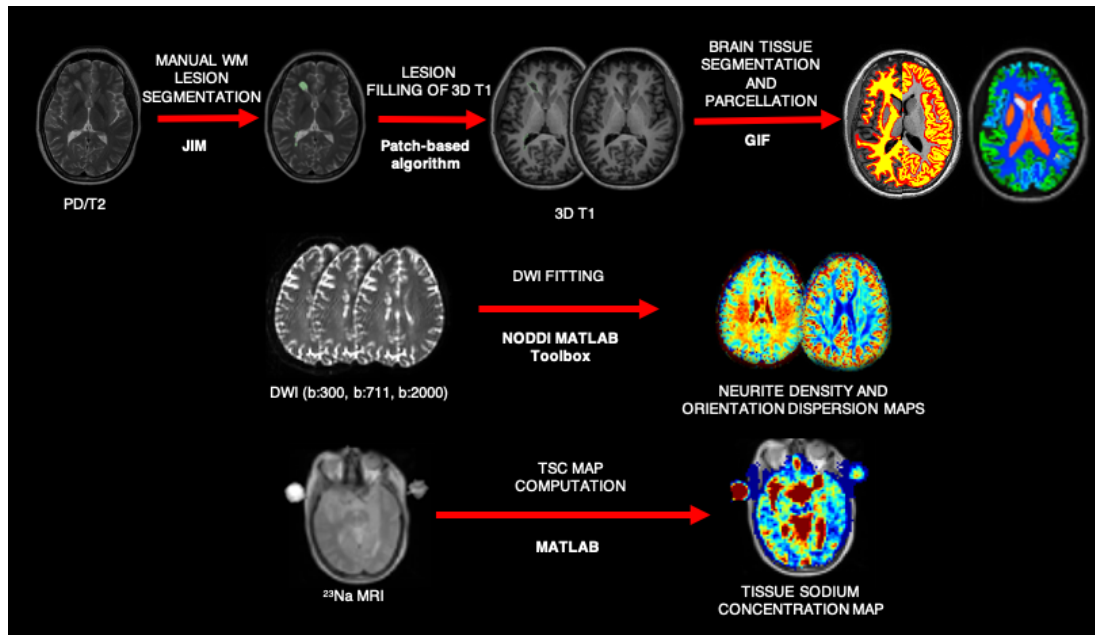 MANUAL WM
LESION
SEGMENTATION
JIM
PD/T2
LESION
FILLING OF 3D T1
Patch-based
algorithm
3D T1
BRAIN TISSUE
SEGMENTATION
AND
PARCELLATION
GIF
DWI (b:300, b:711, b:2000)
DWI FITTING
NODDI MATLAB
Toolbox
NEURITE DENSITY AND
ORIENTATION DISPERSION MAPS
²³Na MRI
TSC MAP
COMPUTATION
MATLAB
TISSUE SODIUM
CONCENTRATION MAP